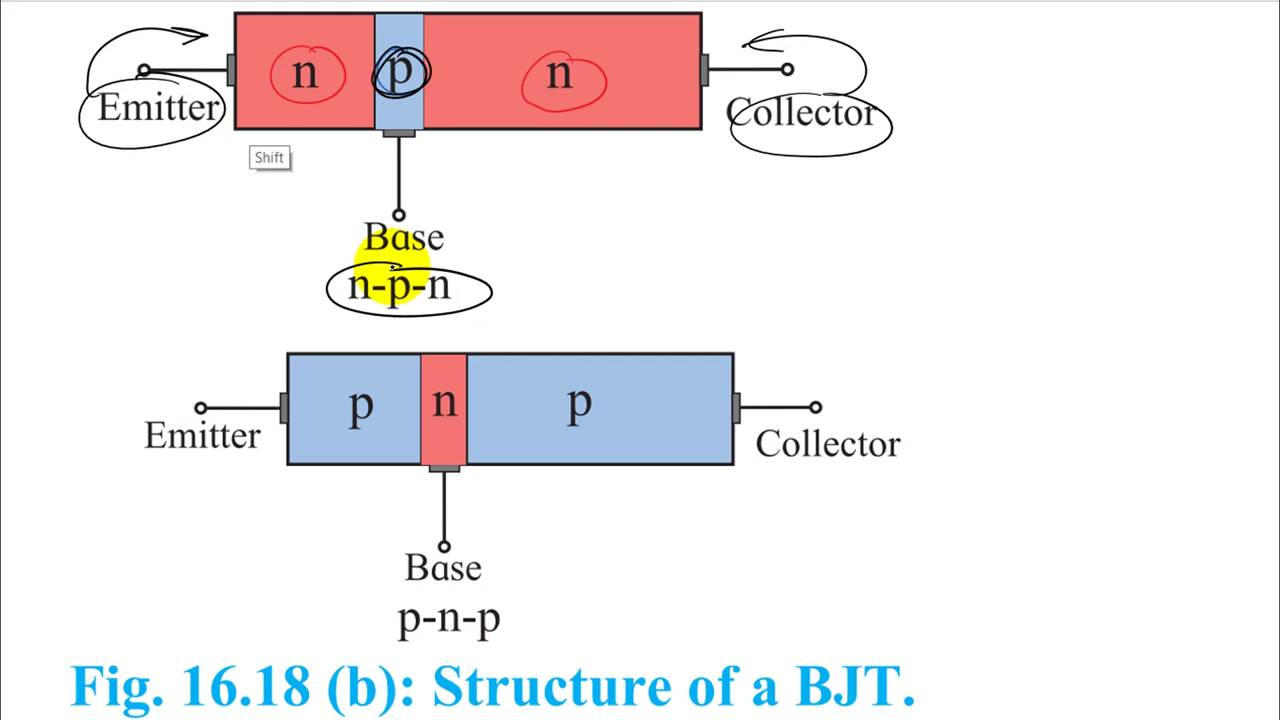 n p n
Emitter Collector
Shift
Base
n-p-n
p n p
Emitter Collector
Base
p-n-p
Fig. 16.18 (b): Structure of a BJT.